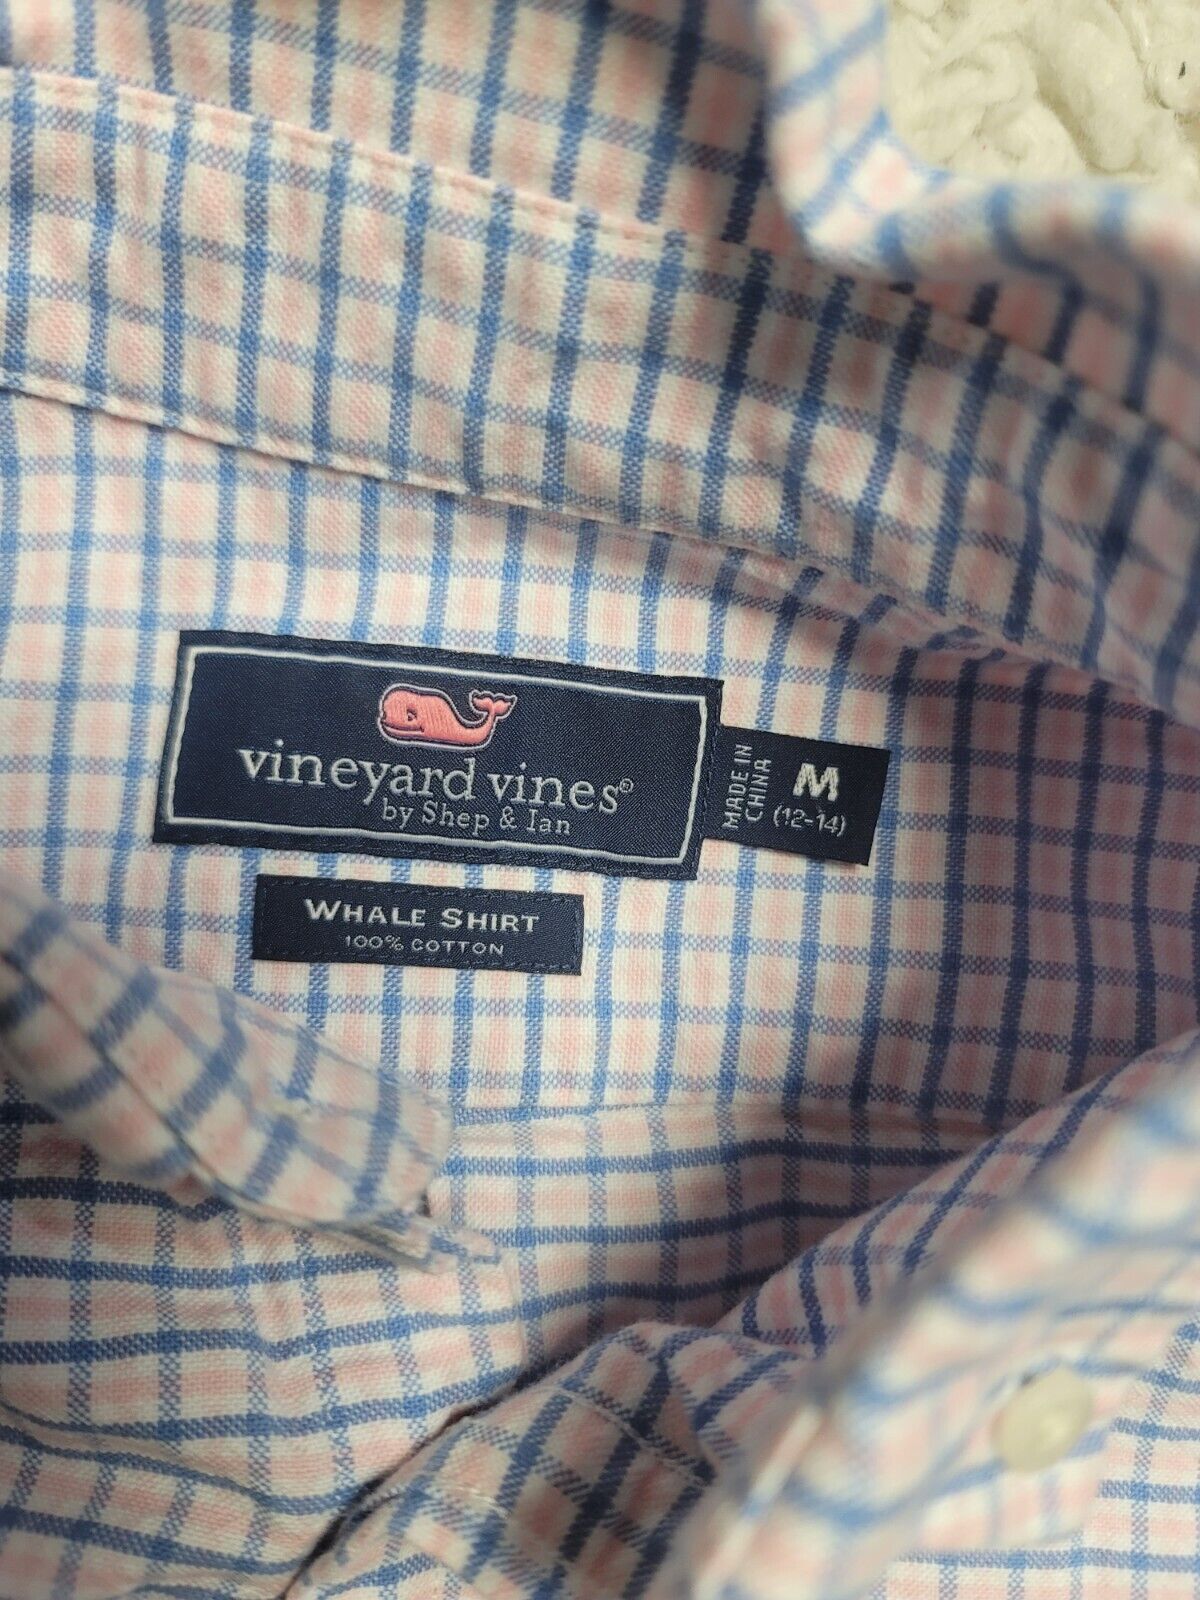 vineyard vines®
by Shep & Ian
MADE IN
CHINA
M
(12-14)
WHALE SHIRT
100% COTTON